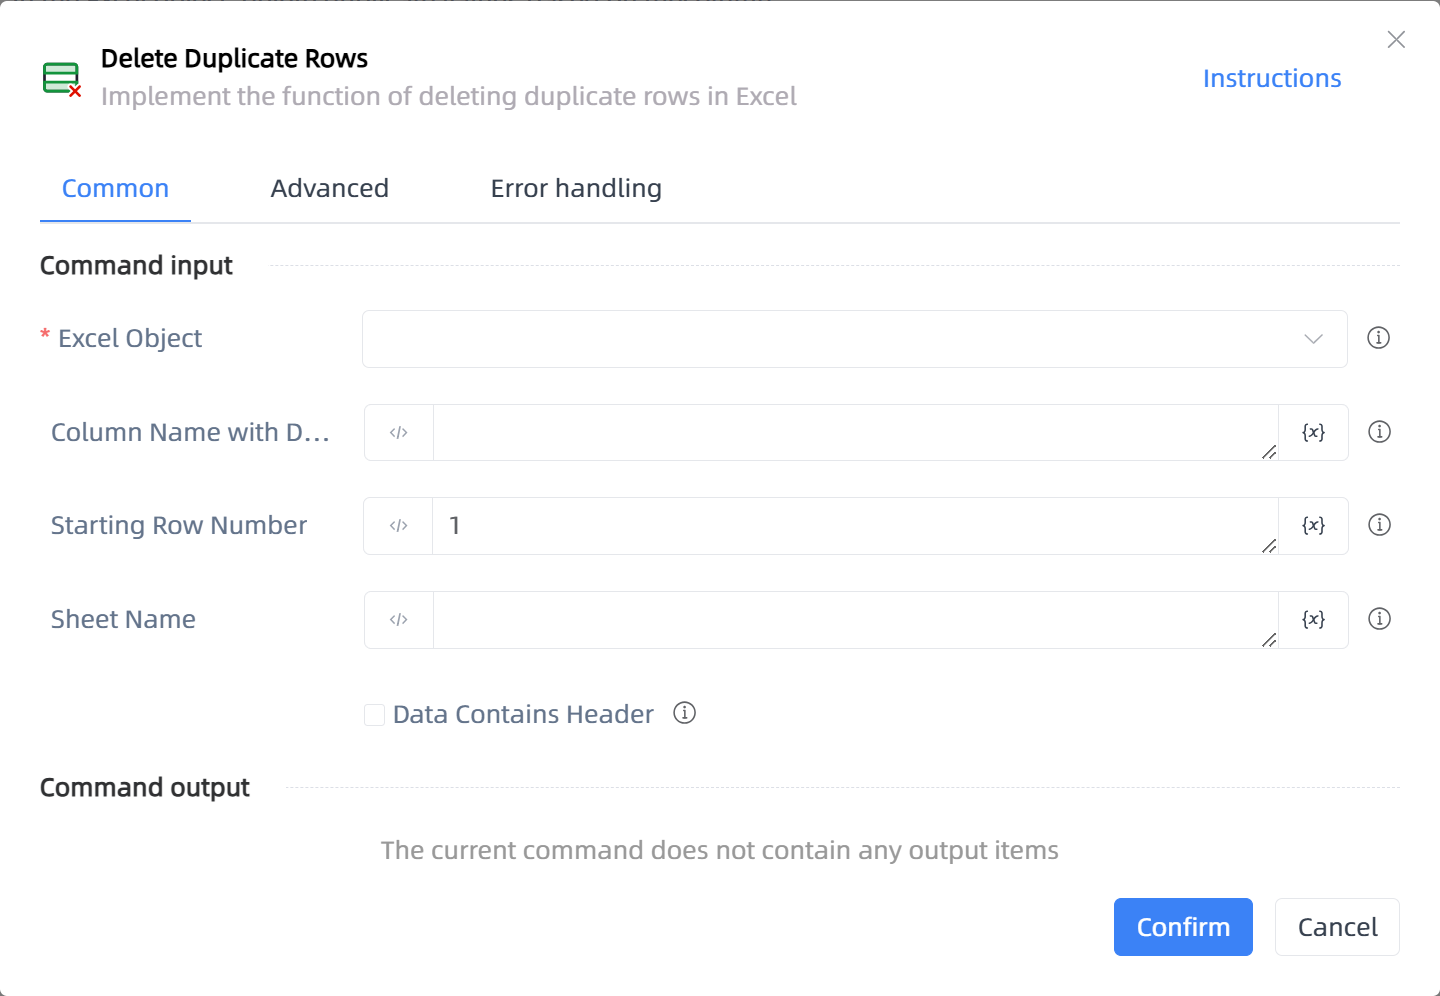 Delete Duplicate Rows
Implement the function of deleting duplicate rows in Excel
Instructions
Common Advanced Error handling
Command input
* Excel Object
Column Name with D...
</> {x}
Starting Row Number
</> 1 {x}
Sheet Name
</> {x}
Data Contains Header
Command output
The current command does not contain any output items
Confirm Cancel